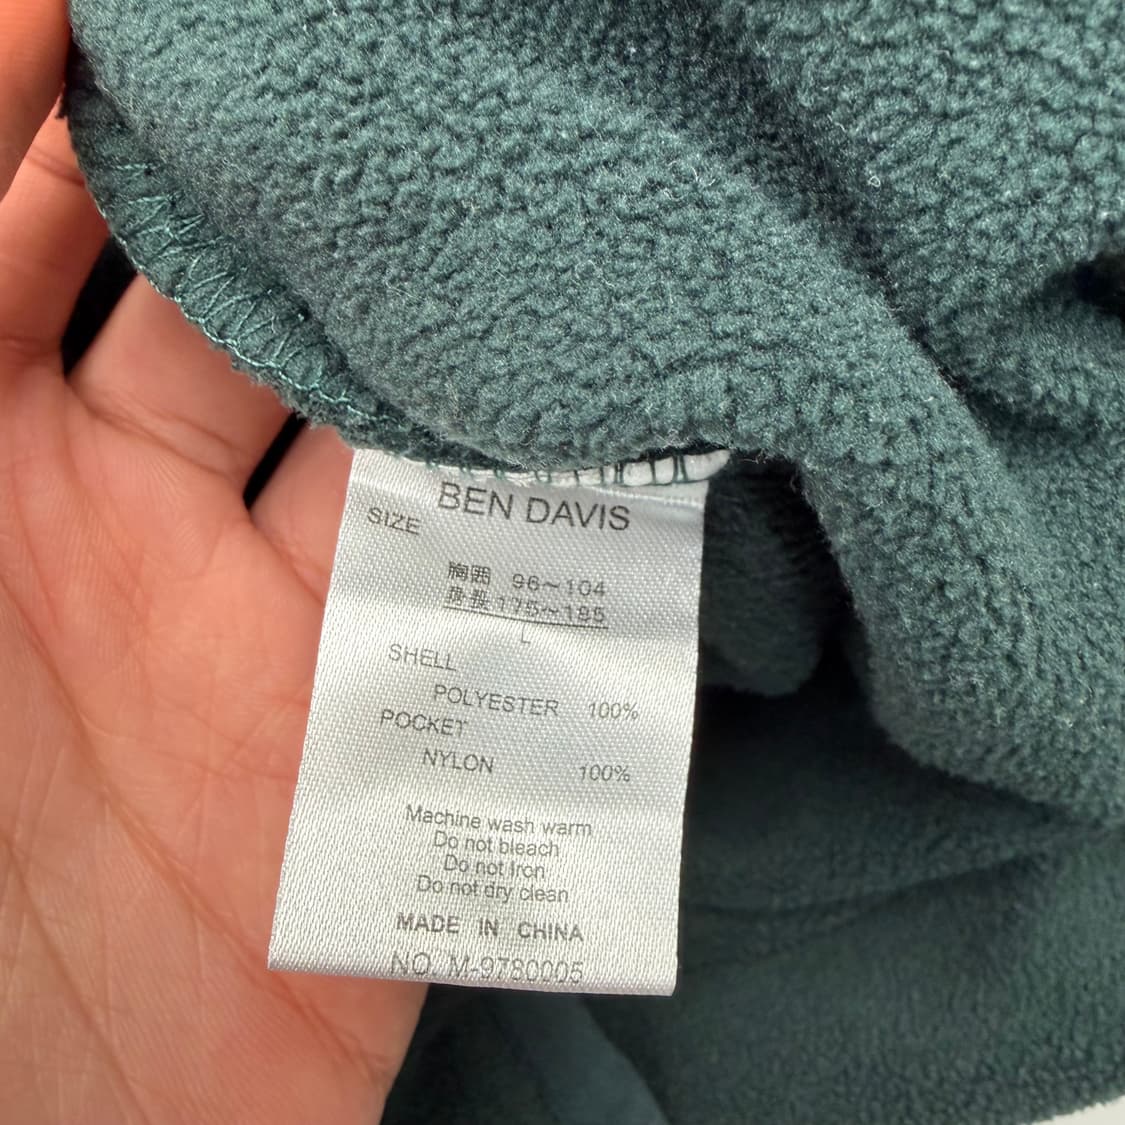 BEN DAVIS
SIZE
胸囲 96~104
身長 175~185
L
SHELL
POLYESTER 100%
POCKET
NYLON 100%
Machine wash warm
Do not bleach
Do not Iron
Do not dry clean
MADE IN CHINA
NO. M-9780005